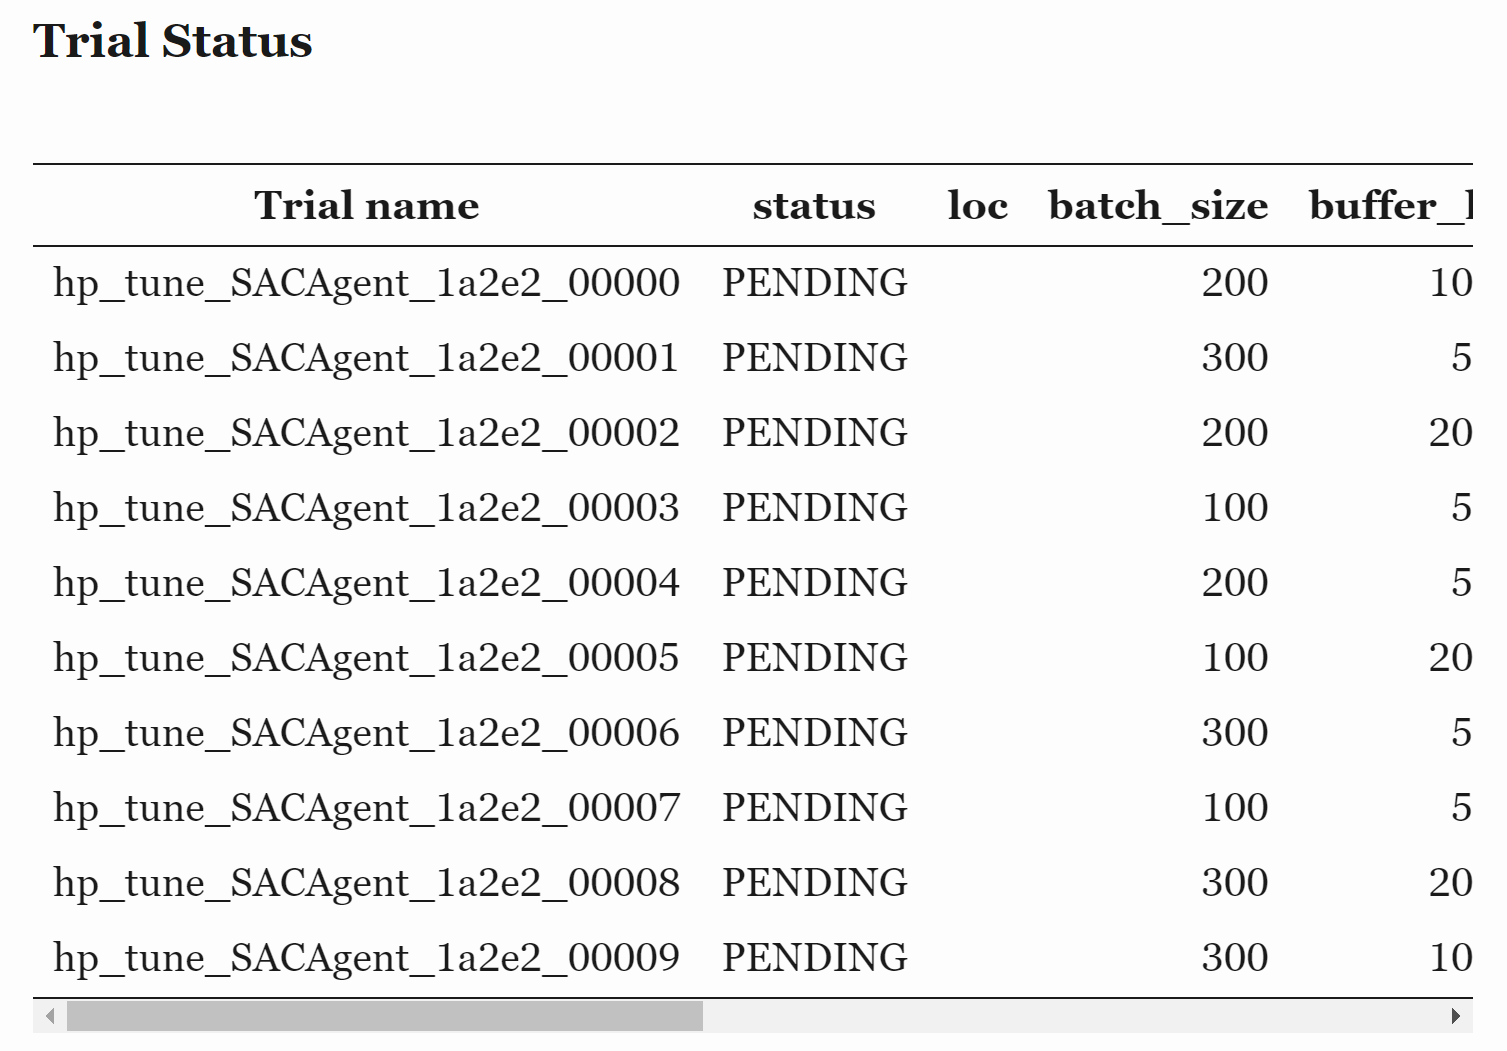 Trial Status
Trial name status loc batch_size buffer_l
hp_tune_SACAgent_1a2e2_00000 PENDING 200 10
hp_tune_SACAgent_1a2e2_00001 PENDING 300 5
hp_tune_SACAgent_1a2e2_00002 PENDING 200 20
hp_tune_SACAgent_1a2e2_00003 PENDING 100 5
hp_tune_SACAgent_1a2e2_00004 PENDING 200 5
hp_tune_SACAgent_1a2e2_00005 PENDING 100 20
hp_tune_SACAgent_1a2e2_00006 PENDING 300 5
hp_tune_SACAgent_1a2e2_00007 PENDING 100 5
hp_tune_SACAgent_1a2e2_00008 PENDING 300 20
hp_tune_SACAgent_1a2e2_00009 PENDING 300 10